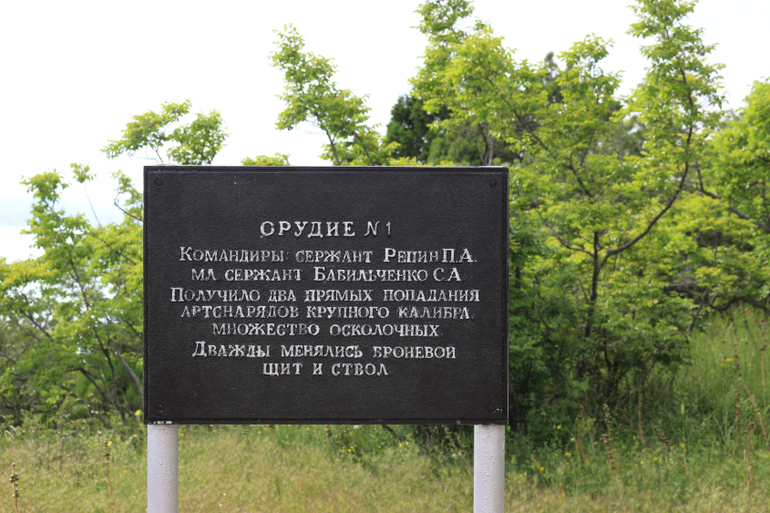 ОРУДИЕ N 1
КОМАНДИРЫ: СЕРЖАНТ РЕПИН П.А.
МЛ СЕРЖАНТ БАБИЛЬЧЕНКО С.А
ПОЛУЧИЛО ДВА ПРЯМЫХ ПОПАДАНИЯ
АРТСНАРЯДОВ КРУПНОГО КАЛИБРА,
МНОЖЕСТВО ОСКОЛОЧНЫХ.
ДВАЖДЫ МЕНЯЛИСЬ БРОНЕВОЙ
ЩИТ И СТВОЛ